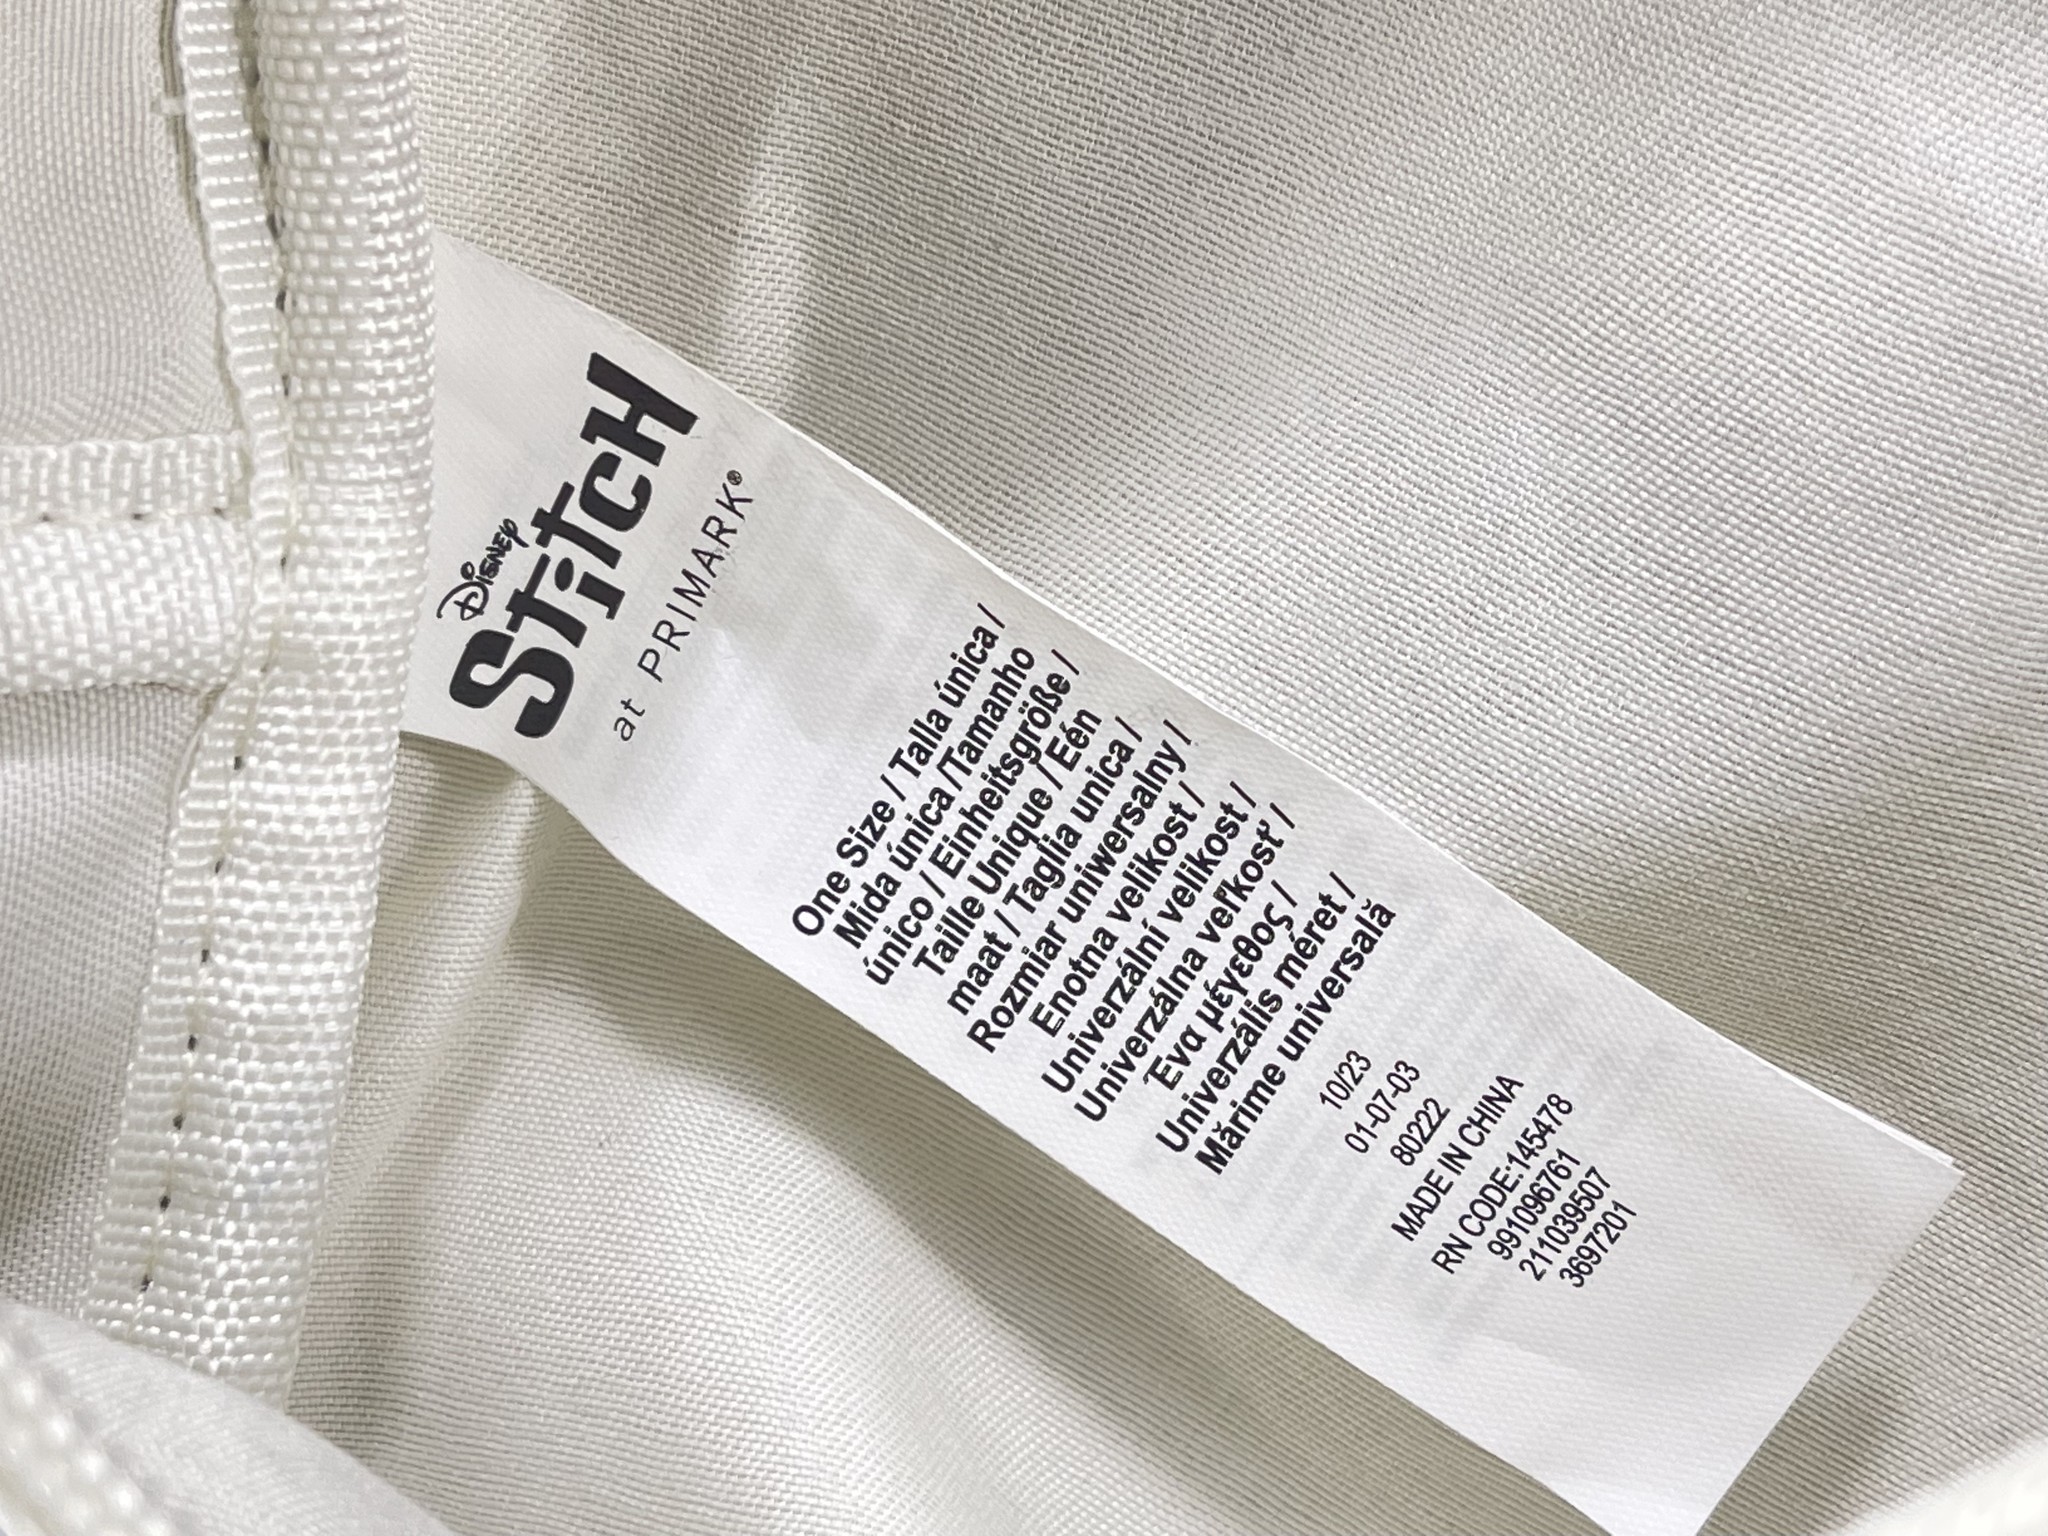 Disney
Stitch
at PRIMARK®
One Size / Talla única /
Mida única /Tamanho
único / Einheitsgröße /
Taille Unique / Eén
maat / Taglia unica /
Rozmiar uniwersalny /
Enotna velikost /
Univerzální velikost /
Univerzálna veľkosť /
Ένα μέγεθος /
Univerzális méret /
Mărime universală
10/23
01-07-03
80222
MADE IN CHINA
RN CODE:145478
991096761
211039507
3697201